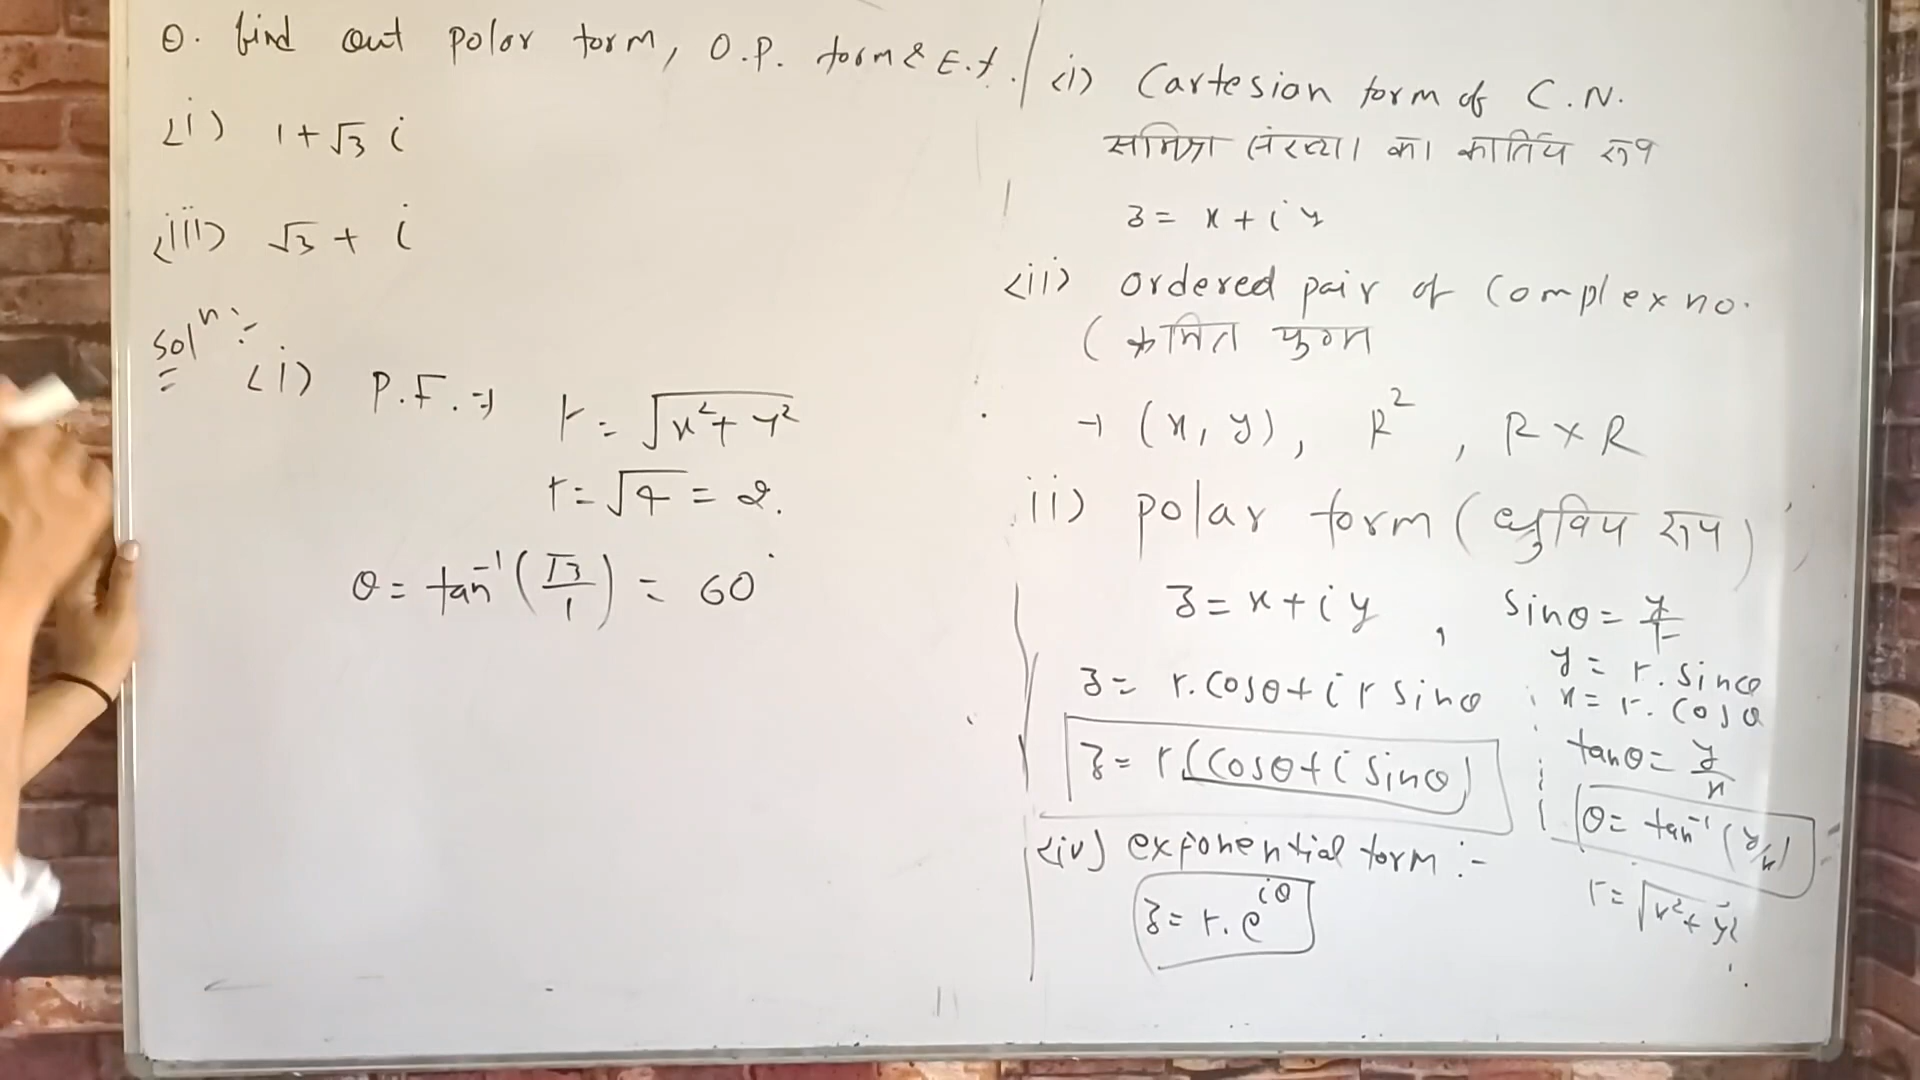 Q. find out polar form, O.P. form & E.f.
(i) 1 + √3 i
(iii) √3 + i
Solⁿ:-
(i) P.F. ⇒ r = √(x² + y²)
r = √4 = 2.
θ = tan⁻¹(√3/1) = 60°
(i) Cartesian form of C.N.
समिश्र संख्या का कार्तिय रूप
z = x + iy
(ii) ordered pair of Complex no.
(क्रमित युग्म
→ (x, y), R², R × R
ii) polar form (ध्रुविय रूप)
z = x + iy, sinθ = y/r
y = r. sinθ
z = r. cosθ + i r sinθ
x = r. cosθ
z = r (cosθ + i sinθ)
tanθ = y/x
θ = tan⁻¹ (y/x)
(iv) exponential form :-
r = √x² + y²
z = r. e^iθ